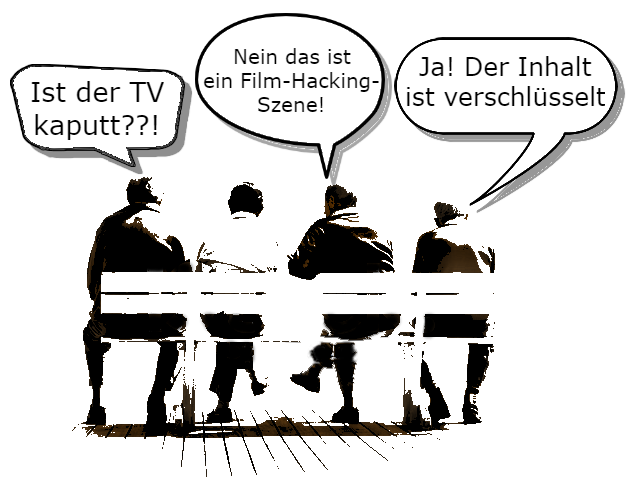 Ist der TV
kaputt??!
Nein das ist
ein Film-Hacking-
Szene!
Ja! Der Inhalt
ist verschlüsselt